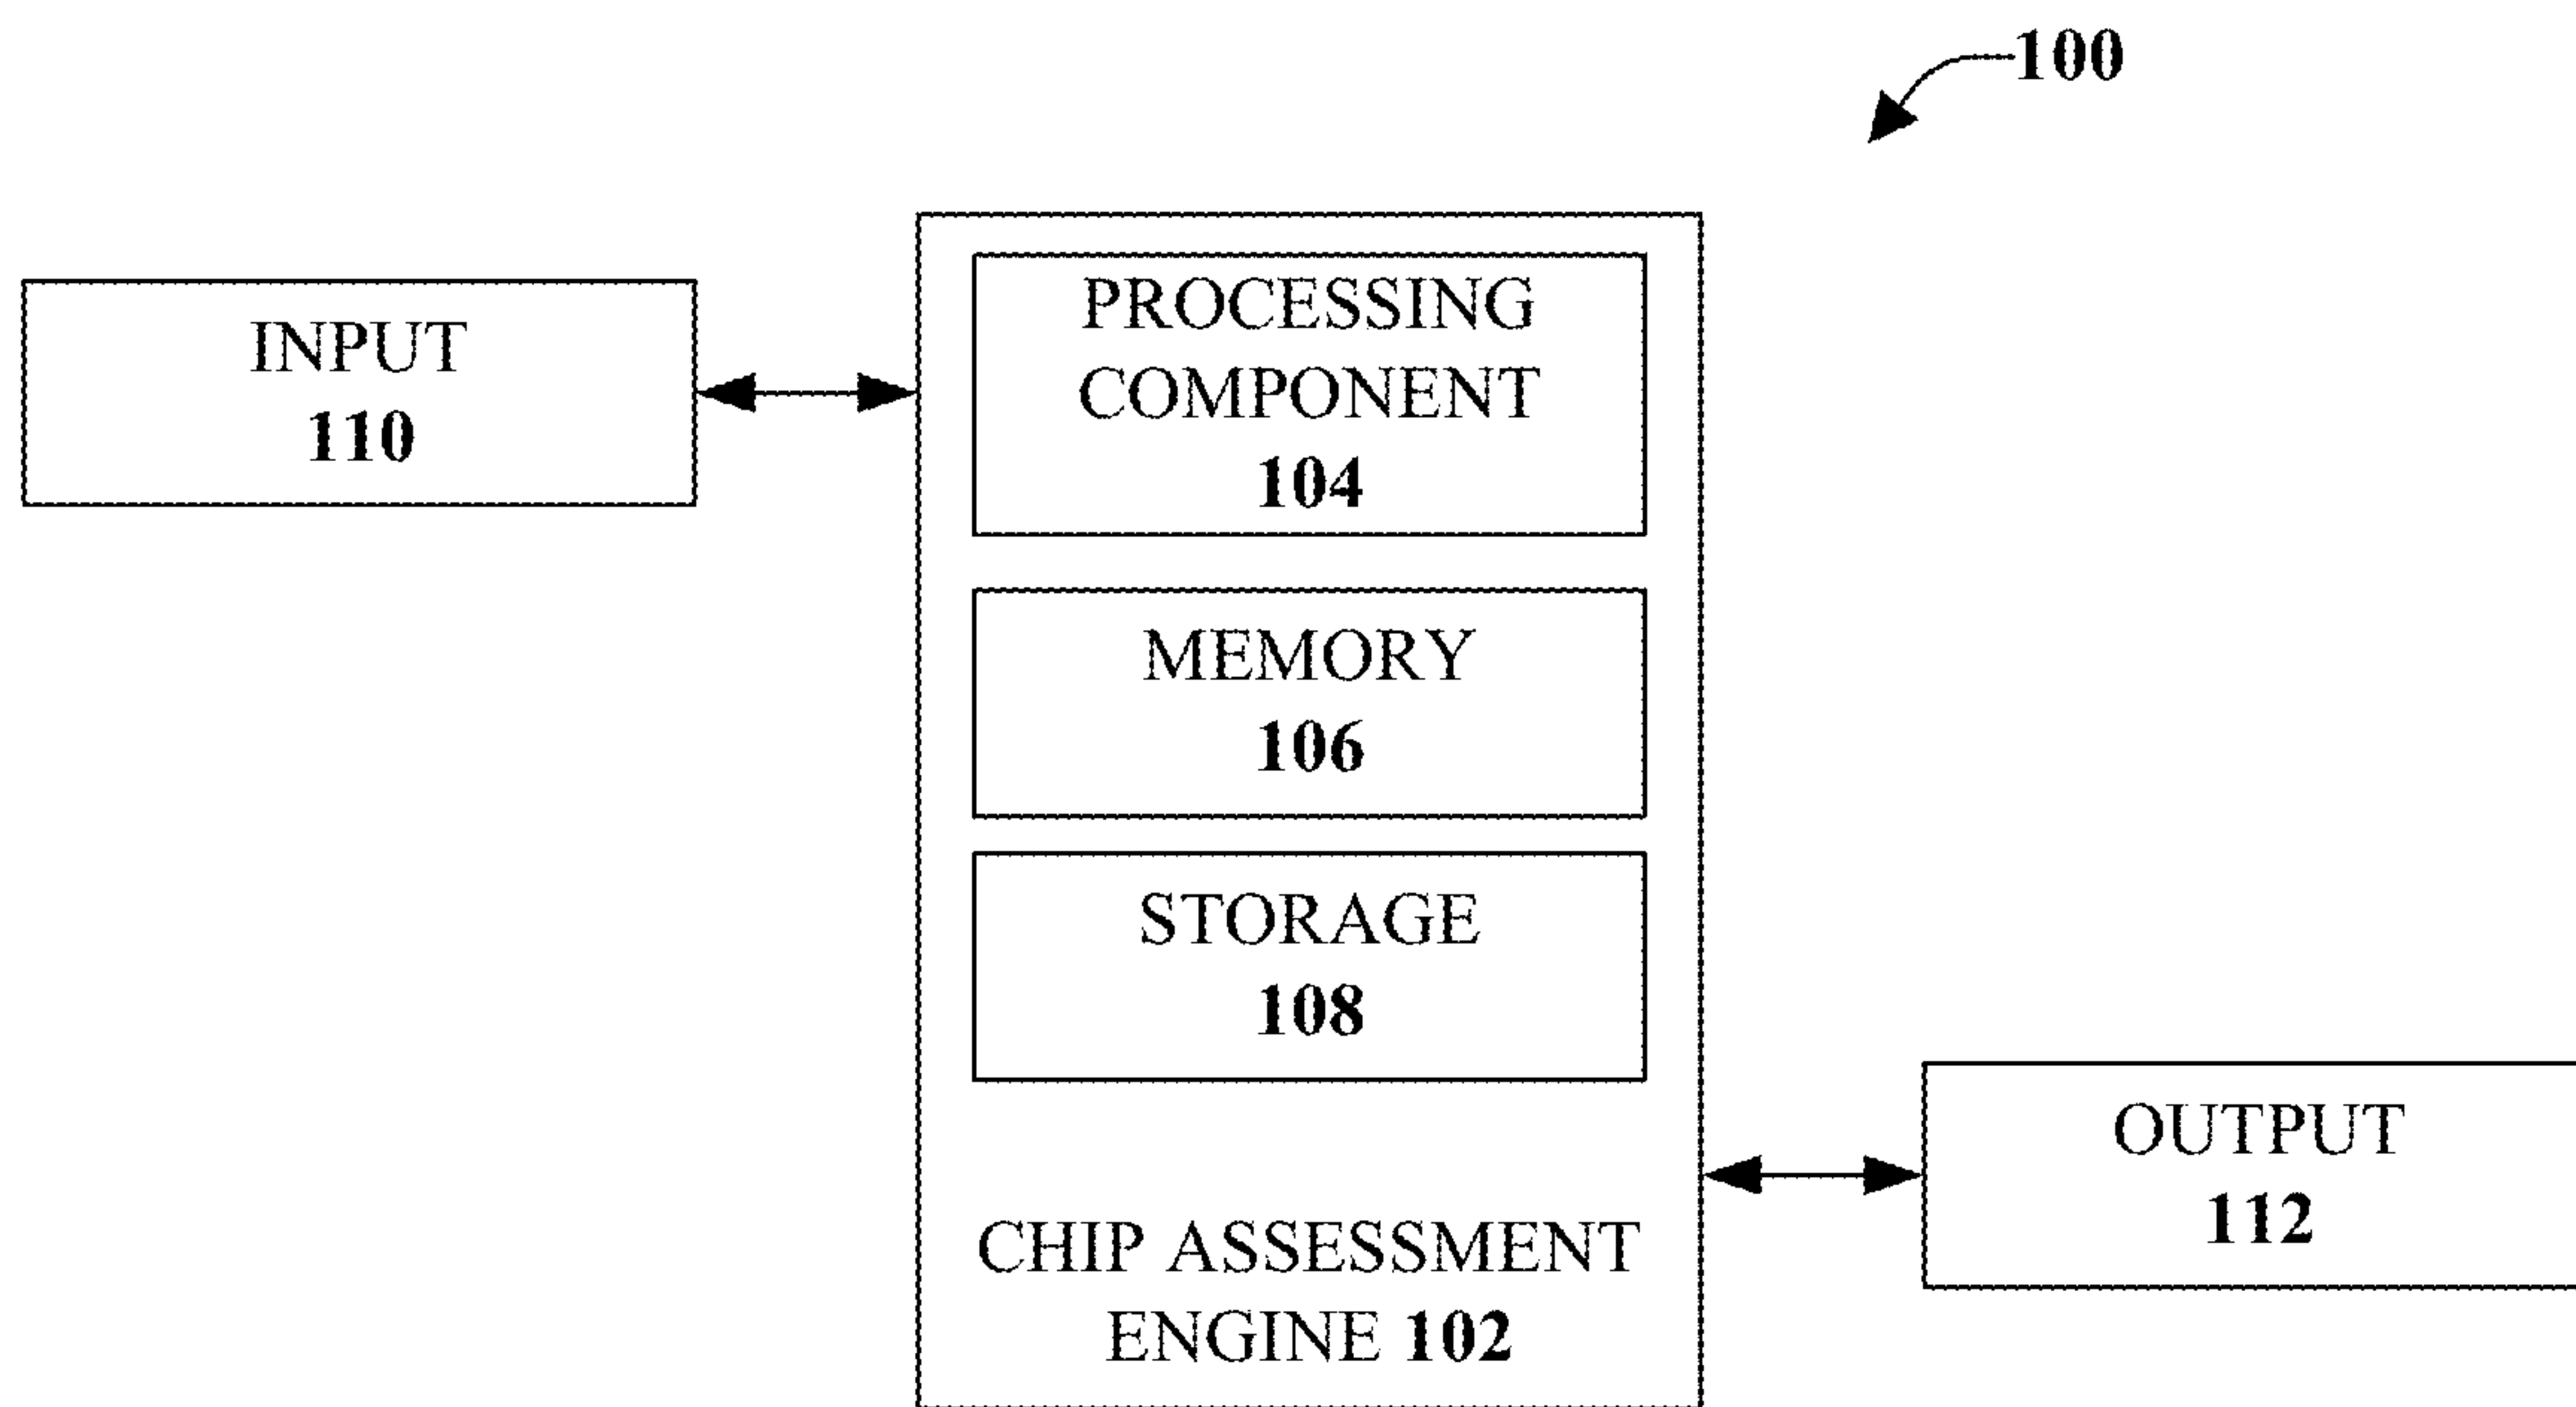 100
INPUT
110
PROCESSING
COMPONENT
104
MEMORY
106
STORAGE
108
CHIP ASSESSMENT
ENGINE 102
OUTPUT
112